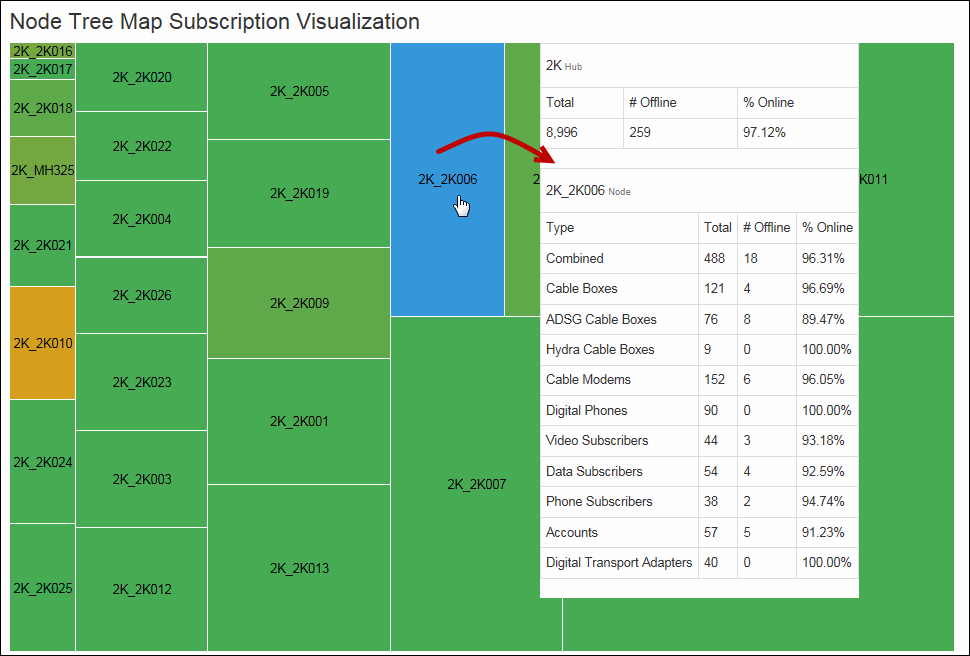 Node Tree Map Subscription Visualization
2K_2K016
2K_2K017
2K_2K018
2K_MH325
2K_2K021
2K_2K010
2K_2K024
2K_2K025
2K_2K020
2K_2K022
2K_2K004
2K_2K026
2K_2K023
2K_2K003
2K_2K012
2K_2K005
2K_2K019
2K_2K009
2K_2K001
2K_2K013
2K_2K006
2K_2K007
2
K011
2K Hub
Total # Offline % Online
8,996 259 97.12%
2K_2K006 Node
Type Total # Offline % Online
Combined 488 18 96.31%
Cable Boxes 121 4 96.69%
ADSG Cable Boxes 76 8 89.47%
Hydra Cable Boxes 9 0 100.00%
Cable Modems 152 6 96.05%
Digital Phones 90 0 100.00%
Video Subscribers 44 3 93.18%
Data Subscribers 54 4 92.59%
Phone Subscribers 38 2 94.74%
Accounts 57 5 91.23%
Digital Transport Adapters 40 0 100.00%